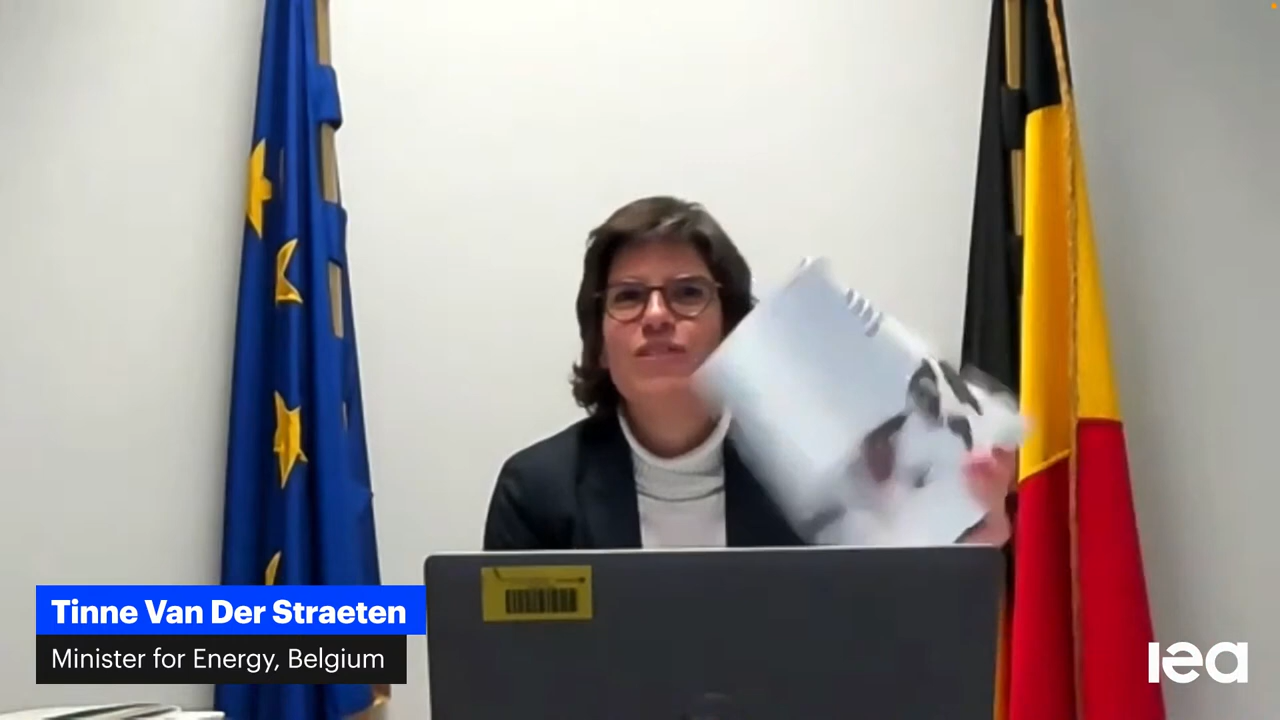 Tinne Van Der Straeten
Minister for Energy, Belgium
iea